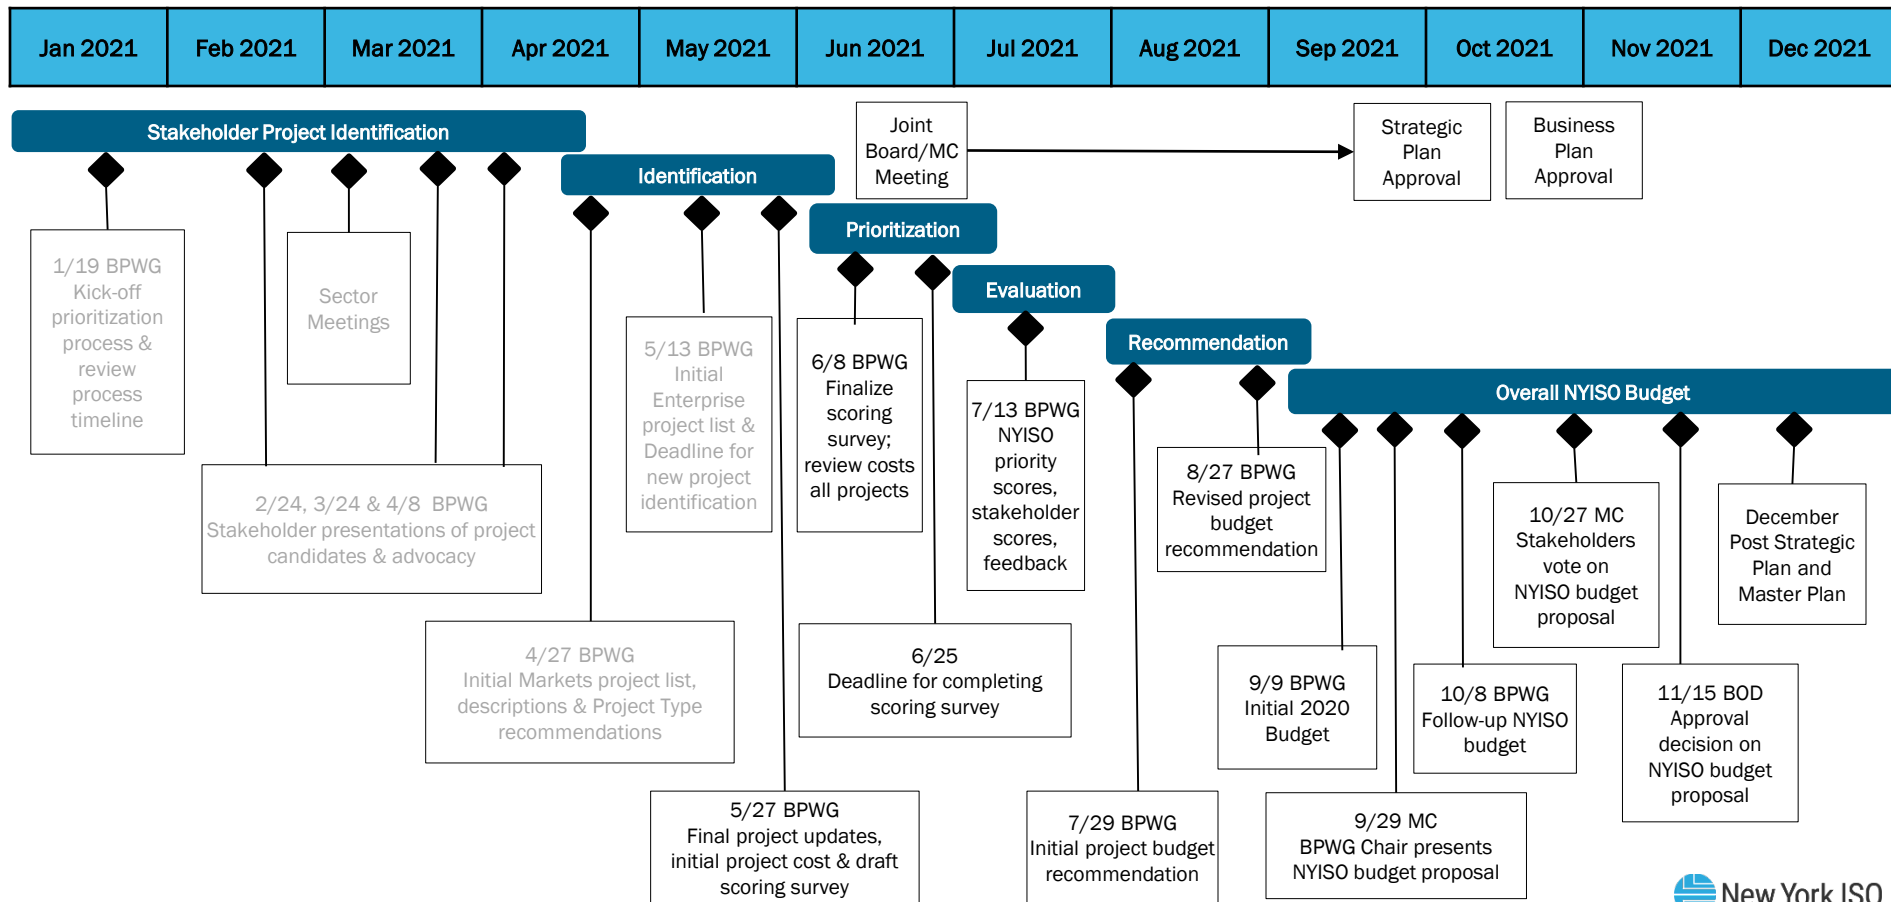 Jan 2021
Feb 2021
Mar 2021
Apr 2021
May 2021
Jun 2021
Jul 2021
Aug 2021
Sep 2021
Oct 2021
Nov 2021
Dec 2021
Stakeholder Project Identification
Identification
Prioritization
Evaluation
Recommendation
Overall NYISO Budget
Joint
Board/MC
Meeting
Strategic
Plan
Approval
Business
Plan
Approval
1/19 BPWG
Kick-off
prioritization
process &
review
process
timeline
Sector
Meetings
2/24, 3/24 & 4/8 BPWG
Stakeholder presentations of project
candidates & advocacy
4/27 BPWG
Initial Markets project list,
descriptions & Project Type
recommendations
5/13 BPWG
Initial
Enterprise
project list &
Deadline for
new project
identification
5/27 BPWG
Final project updates,
initial project cost & draft
scoring survey
6/8 BPWG
Finalize
scoring
survey;
review costs
all projects
6/25
Deadline for completing
scoring survey
7/13 BPWG
NYISO
priority
scores,
stakeholder
scores,
feedback
7/29 BPWG
Initial project budget
recommendation
8/27 BPWG
Revised project
budget
recommendation
9/9 BPWG
Initial 2020
Budget
9/29 MC
BPWG Chair presents
NYISO budget proposal
10/8 BPWG
Follow-up NYISO
budget
10/27 MC
Stakeholders
vote on
NYISO budget
proposal
11/15 BOD
Approval
decision on
NYISO budget
proposal
December
Post Strategic
Plan and
Master Plan
New York ISO